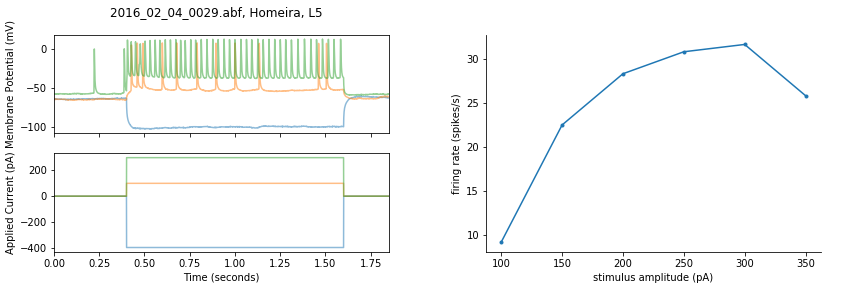 2016_02_04_0029.abf, Homeira, L5
Membrane Potential (mV)
0
−50
−100
Applied Current (pA)
200
0
−200
−400
0.00 0.25 0.50 0.75 1.00 1.25 1.50 1.75
Time (seconds)
firing rate (spikes/s)
30
25
20
15
10
100 150 200 250 300 350
stimulus amplitude (pA)